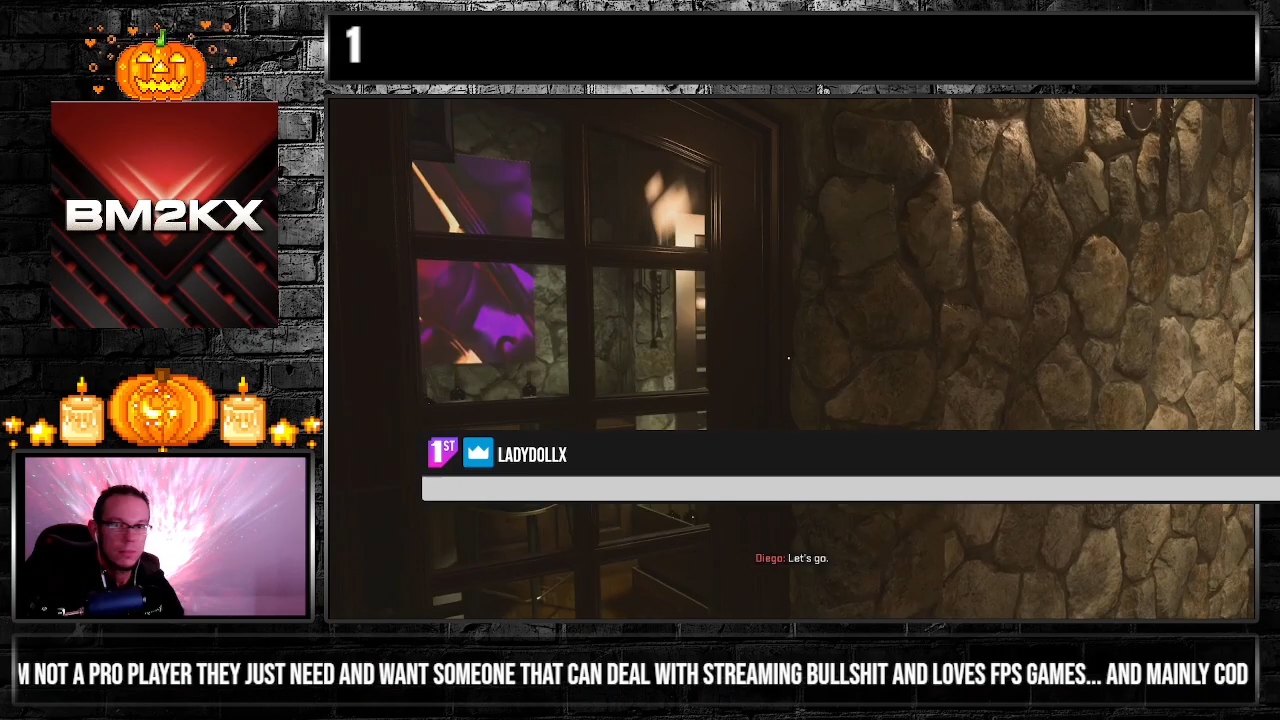 1
BM2KX
1ST LADYDOLLX
Diego: Let's go.
M NOT A PRO PLAYER THEY JUST NEED AND WANT SOMEONE THAT CAN DEAL WITH STREAMING BULLSHIT AND LOVES FPS GAMES... AND MAINLY COD